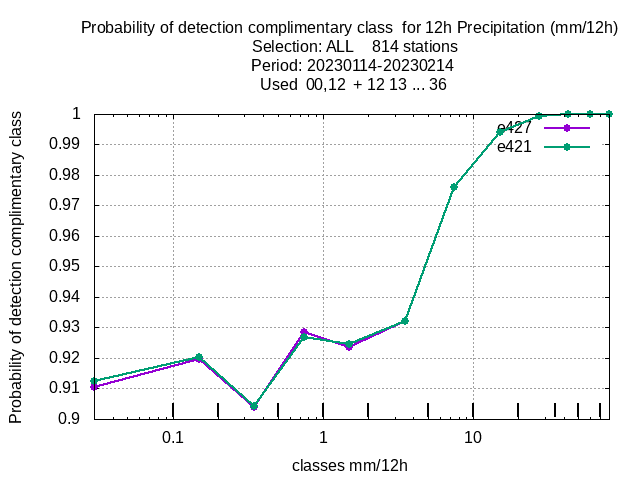 Probability of detection complimentary class  for 12h Precipitation (mm/12h)
Selection: ALL    814 stations
Period: 20230114-20230214
Used  00,12  + 12 13 ... 36
Probability of detection complimentary class
1
0.99
0.98
0.97
0.96
0.95
0.94
0.93
0.92
0.91
0.9
e427
e421
0.1
1
10
classes mm/12h